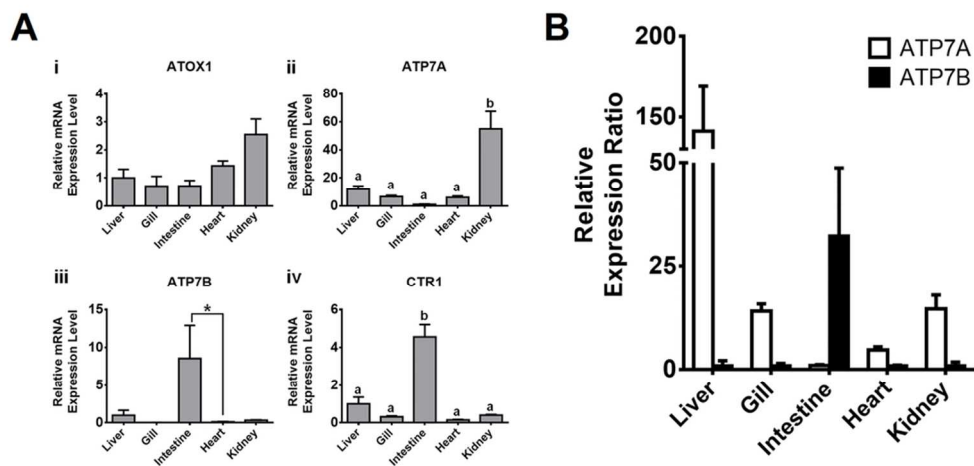 A
i
ATOX1
Relative mRNA
Expression Level
4
3
2
1
0
Liver
Gill
Intestine
Heart
Kidney
ii
ATP7A
Relative mRNA
Expression Level
80
60
40
20
0
a
a
a
a
b
Liver
Gill
Intestine
Heart
Kidney
iii
ATP7B
Relative mRNA
Expression Level
15
10
5
0
*
Liver
Gill
Intestine
Heart
Kidney
iv
CTR1
Relative mRNA
Expression Level
6
4
2
0
a
a
b
a
a
Liver
Gill
Intestine
Heart
Kidney
B
Relative
Expression Ratio
200
150
50
25
0
ATP7A
ATP7B
Liver
Gill
Intestine
Heart
Kidney